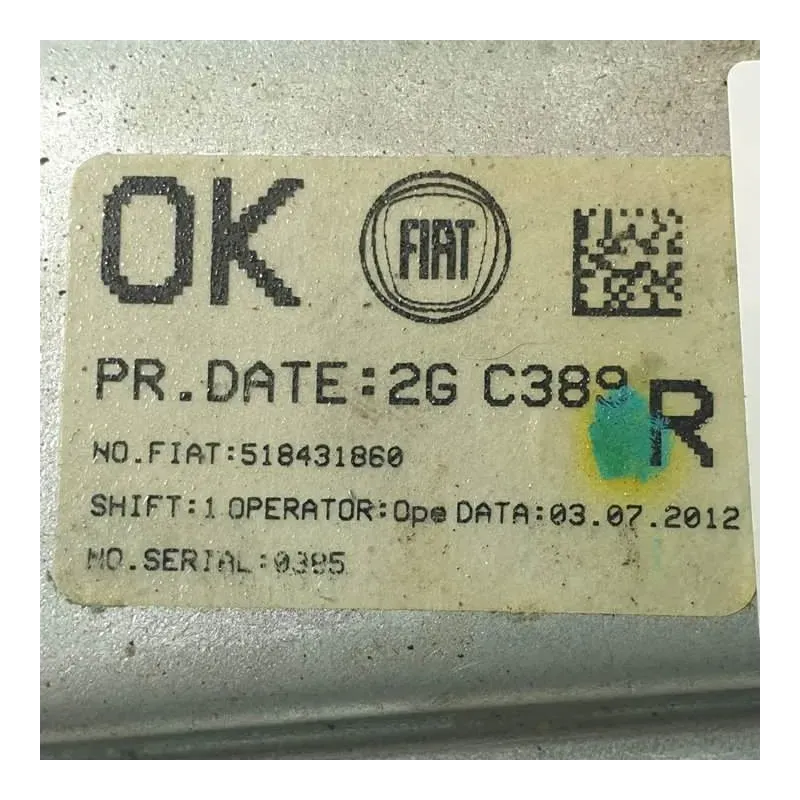 OK FIAT
PR.DATE:2G C389
R
NO.FIAT:518431860
SHIFT:1 OPERATOR:Ope DATA:03.07.2012
NO.SERIAL:0385